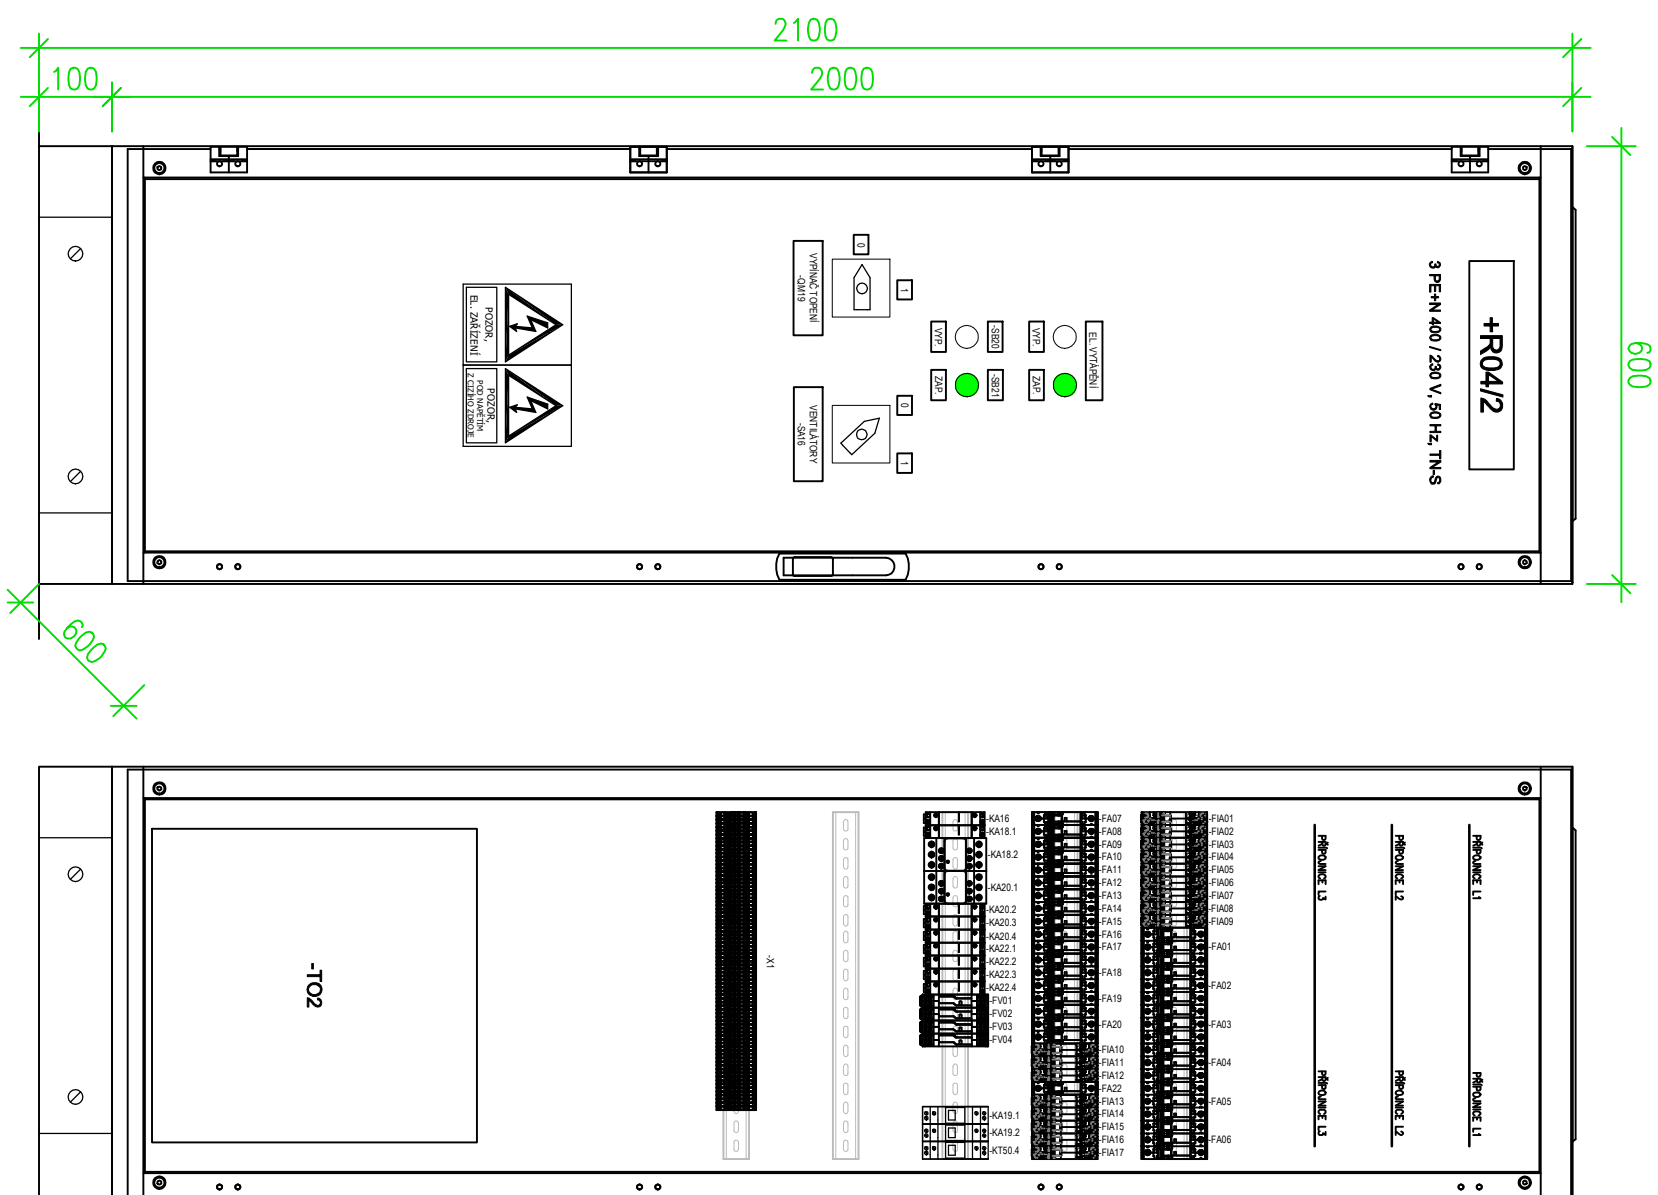 2100
100
2000
600
600
+R04/2
3 PE+N 400 / 230 V, 50 Hz, TN-S
EL. VYTÁPĚNÍ
VYP.
ZAP.
-SB20
-SB21
VYP.
ZAP.
0
1
VYPÍNAČ TOPENÍ
-QM19
0
1
VENTILÁTORY
-SA16
POZOR,
EL. ZAŘÍZENÍ
POZOR,
POD NAPĚTÍM
Z CIZÍHO ZDROJE
PŘÍPOJNICE L1
PŘÍPOJNICE L1
PŘÍPOJNICE L2
PŘÍPOJNICE L2
PŘÍPOJNICE L3
PŘÍPOJNICE L3
-FIA01
-FIA02
-FIA03
-FIA04
-FIA05
-FIA06
-FIA07
-FIA08
-FIA09
-FA01
-FA02
-FA03
-FA04
-FA05
-FA06
-FA07
-FA08
-FA09
-FA10
-FA11
-FA12
-FA13
-FA14
-FA15
-FA16
-FA17
-FA18
-FA19
-FA20
-FIA10
-FIA11
-FIA12
-FA22
-FIA13
-FIA14
-FIA15
-FIA16
-FIA17
-KA16
-KA18.1
-KA18.2
-KA20.1
-KA20.2
-KA20.3
-KA20.4
-KA22.1
-KA22.2
-KA22.3
-KA22.4
-FV01
-FV02
-FV03
-FV04
-KA19.1
-KA19.2
-KT50.4
-X1
-TO2